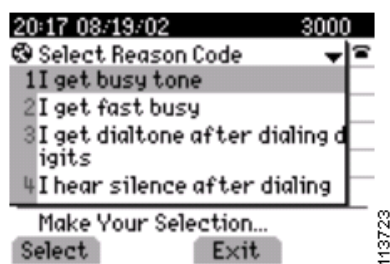 20:17 08/19/02 3000
Select Reason Code
1 I get busy tone
2 I get fast busy
3 I get dialtone after dialing d
igits
4 I hear silence after dialing
Make Your Selection...
Select Exit
113723